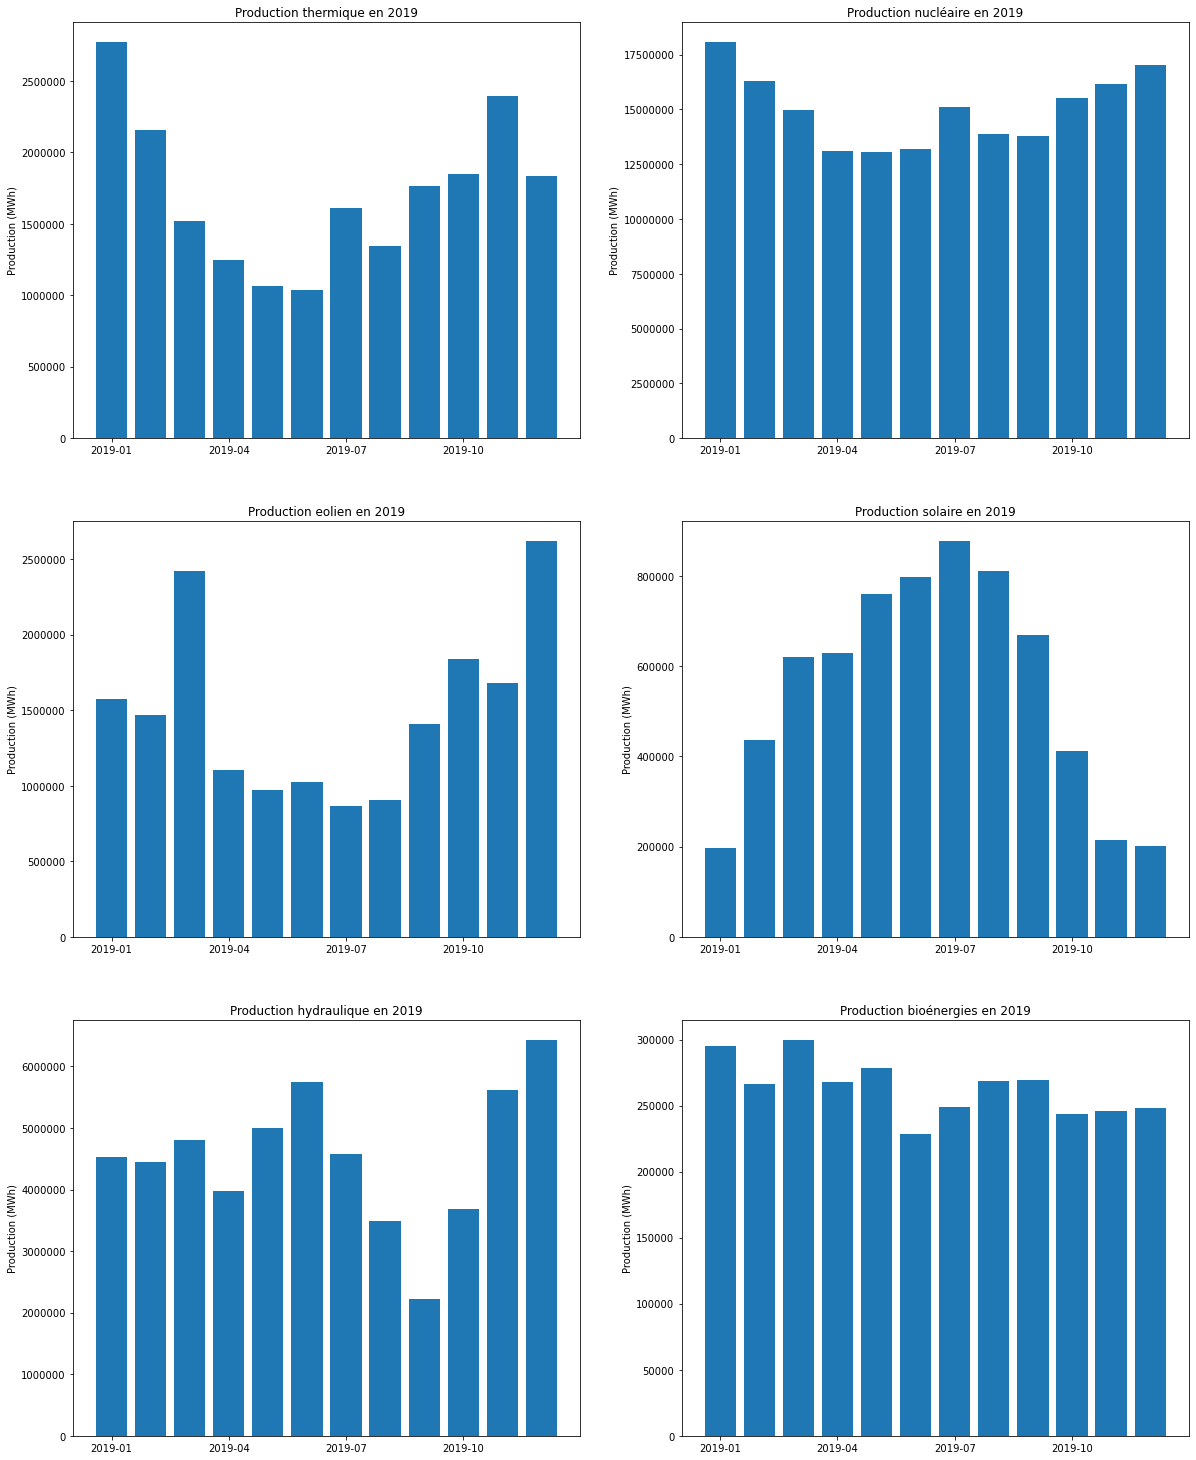 Production thermique en 2019
Production (MWh)
2500000
2000000
1500000
1000000
500000
0
2019-01 2019-04 2019-07 2019-10
Production nucléaire en 2019
Production (MWh)
17500000
15000000
12500000
10000000
7500000
5000000
2500000
0
2019-01 2019-04 2019-07 2019-10
Production eolien en 2019
Production (MWh)
2500000
2000000
1500000
1000000
500000
0
2019-01 2019-04 2019-07 2019-10
Production solaire en 2019
Production (MWh)
800000
600000
400000
200000
0
2019-01 2019-04 2019-07 2019-10
Production hydraulique en 2019
Production (MWh)
6000000
5000000
4000000
3000000
2000000
1000000
0
2019-01 2019-04 2019-07 2019-10
Production bioénergies en 2019
Production (MWh)
300000
250000
200000
150000
100000
50000
0
2019-01 2019-04 2019-07 2019-10